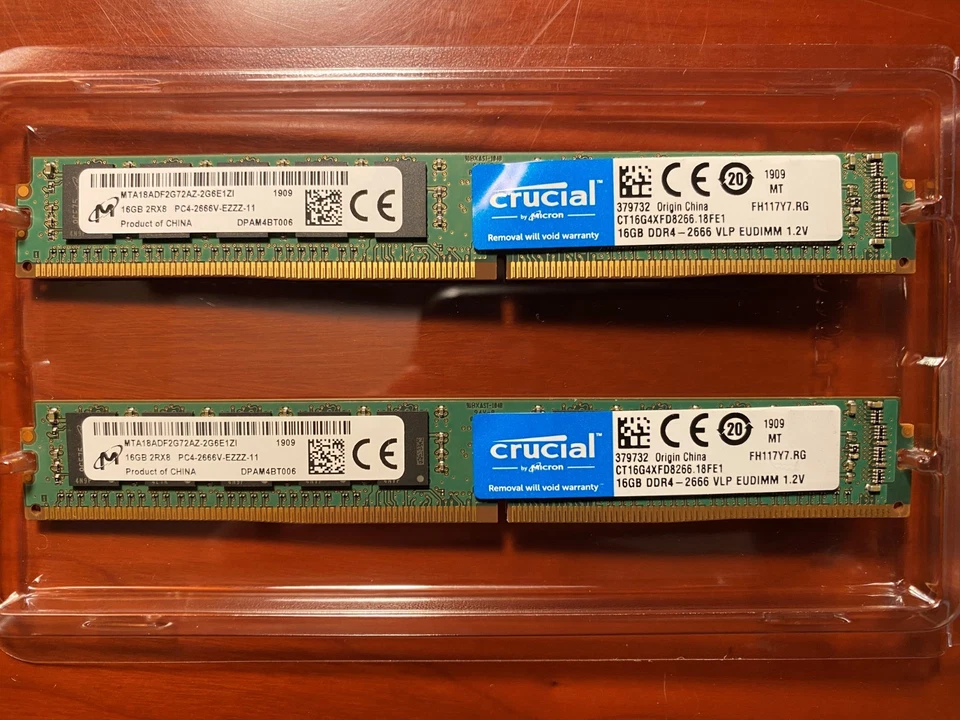 MTA18ADF2G72AZ-2G6E1ZI 1909
16GB 2RX8 PC4-2666V-EZZZ-11
Product of CHINA DPAM4BT006
CE
crucial™
by Micron
Removal will void warranty
CE 20 1909
MT
379732 Origin China FH117Y7.RG
CT16G4XFD8266.18FE1
16GB DDR4-2666 VLP EUDIMM 1.2V
MTA18ADF2G72AZ-2G6E1ZI 1909
16GB 2RX8 PC4-2666V-EZZZ-11
Product of CHINA DPAM4BT006
CE
crucial™
by Micron
Removal will void warranty
CE 20 1909
MT
379732 Origin China FH117Y7.RG
CT16G4XFD8266.18FE1
16GB DDR4-2666 VLP EUDIMM 1.2V